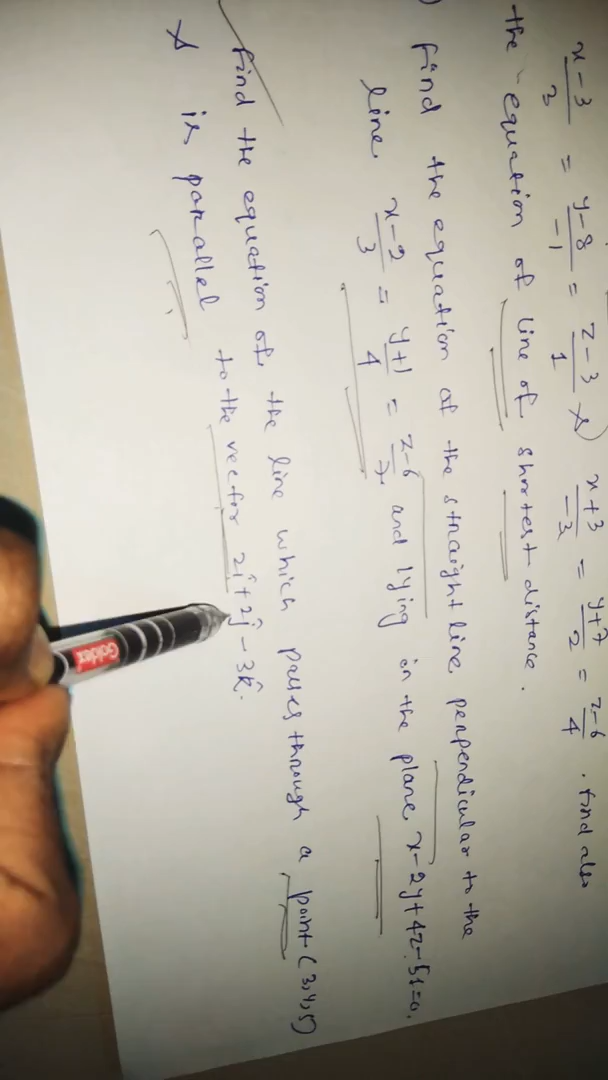 x-3/3 = y-8/-1 = z-3/1 & x+3/-3 = y+7/2 = z-6/4 . find also
the equation of line of shortest distance.
) find the equation of the straight line perpendicular to the
line x-2/3 = y+1/4 = z-6/7 and lying in the plane x-2y+4z-51=0.
find the equation of the line which passes through a point (3,4,5)
& is parallel to the vector 2î+2ĵ-3k̂.
Goldex